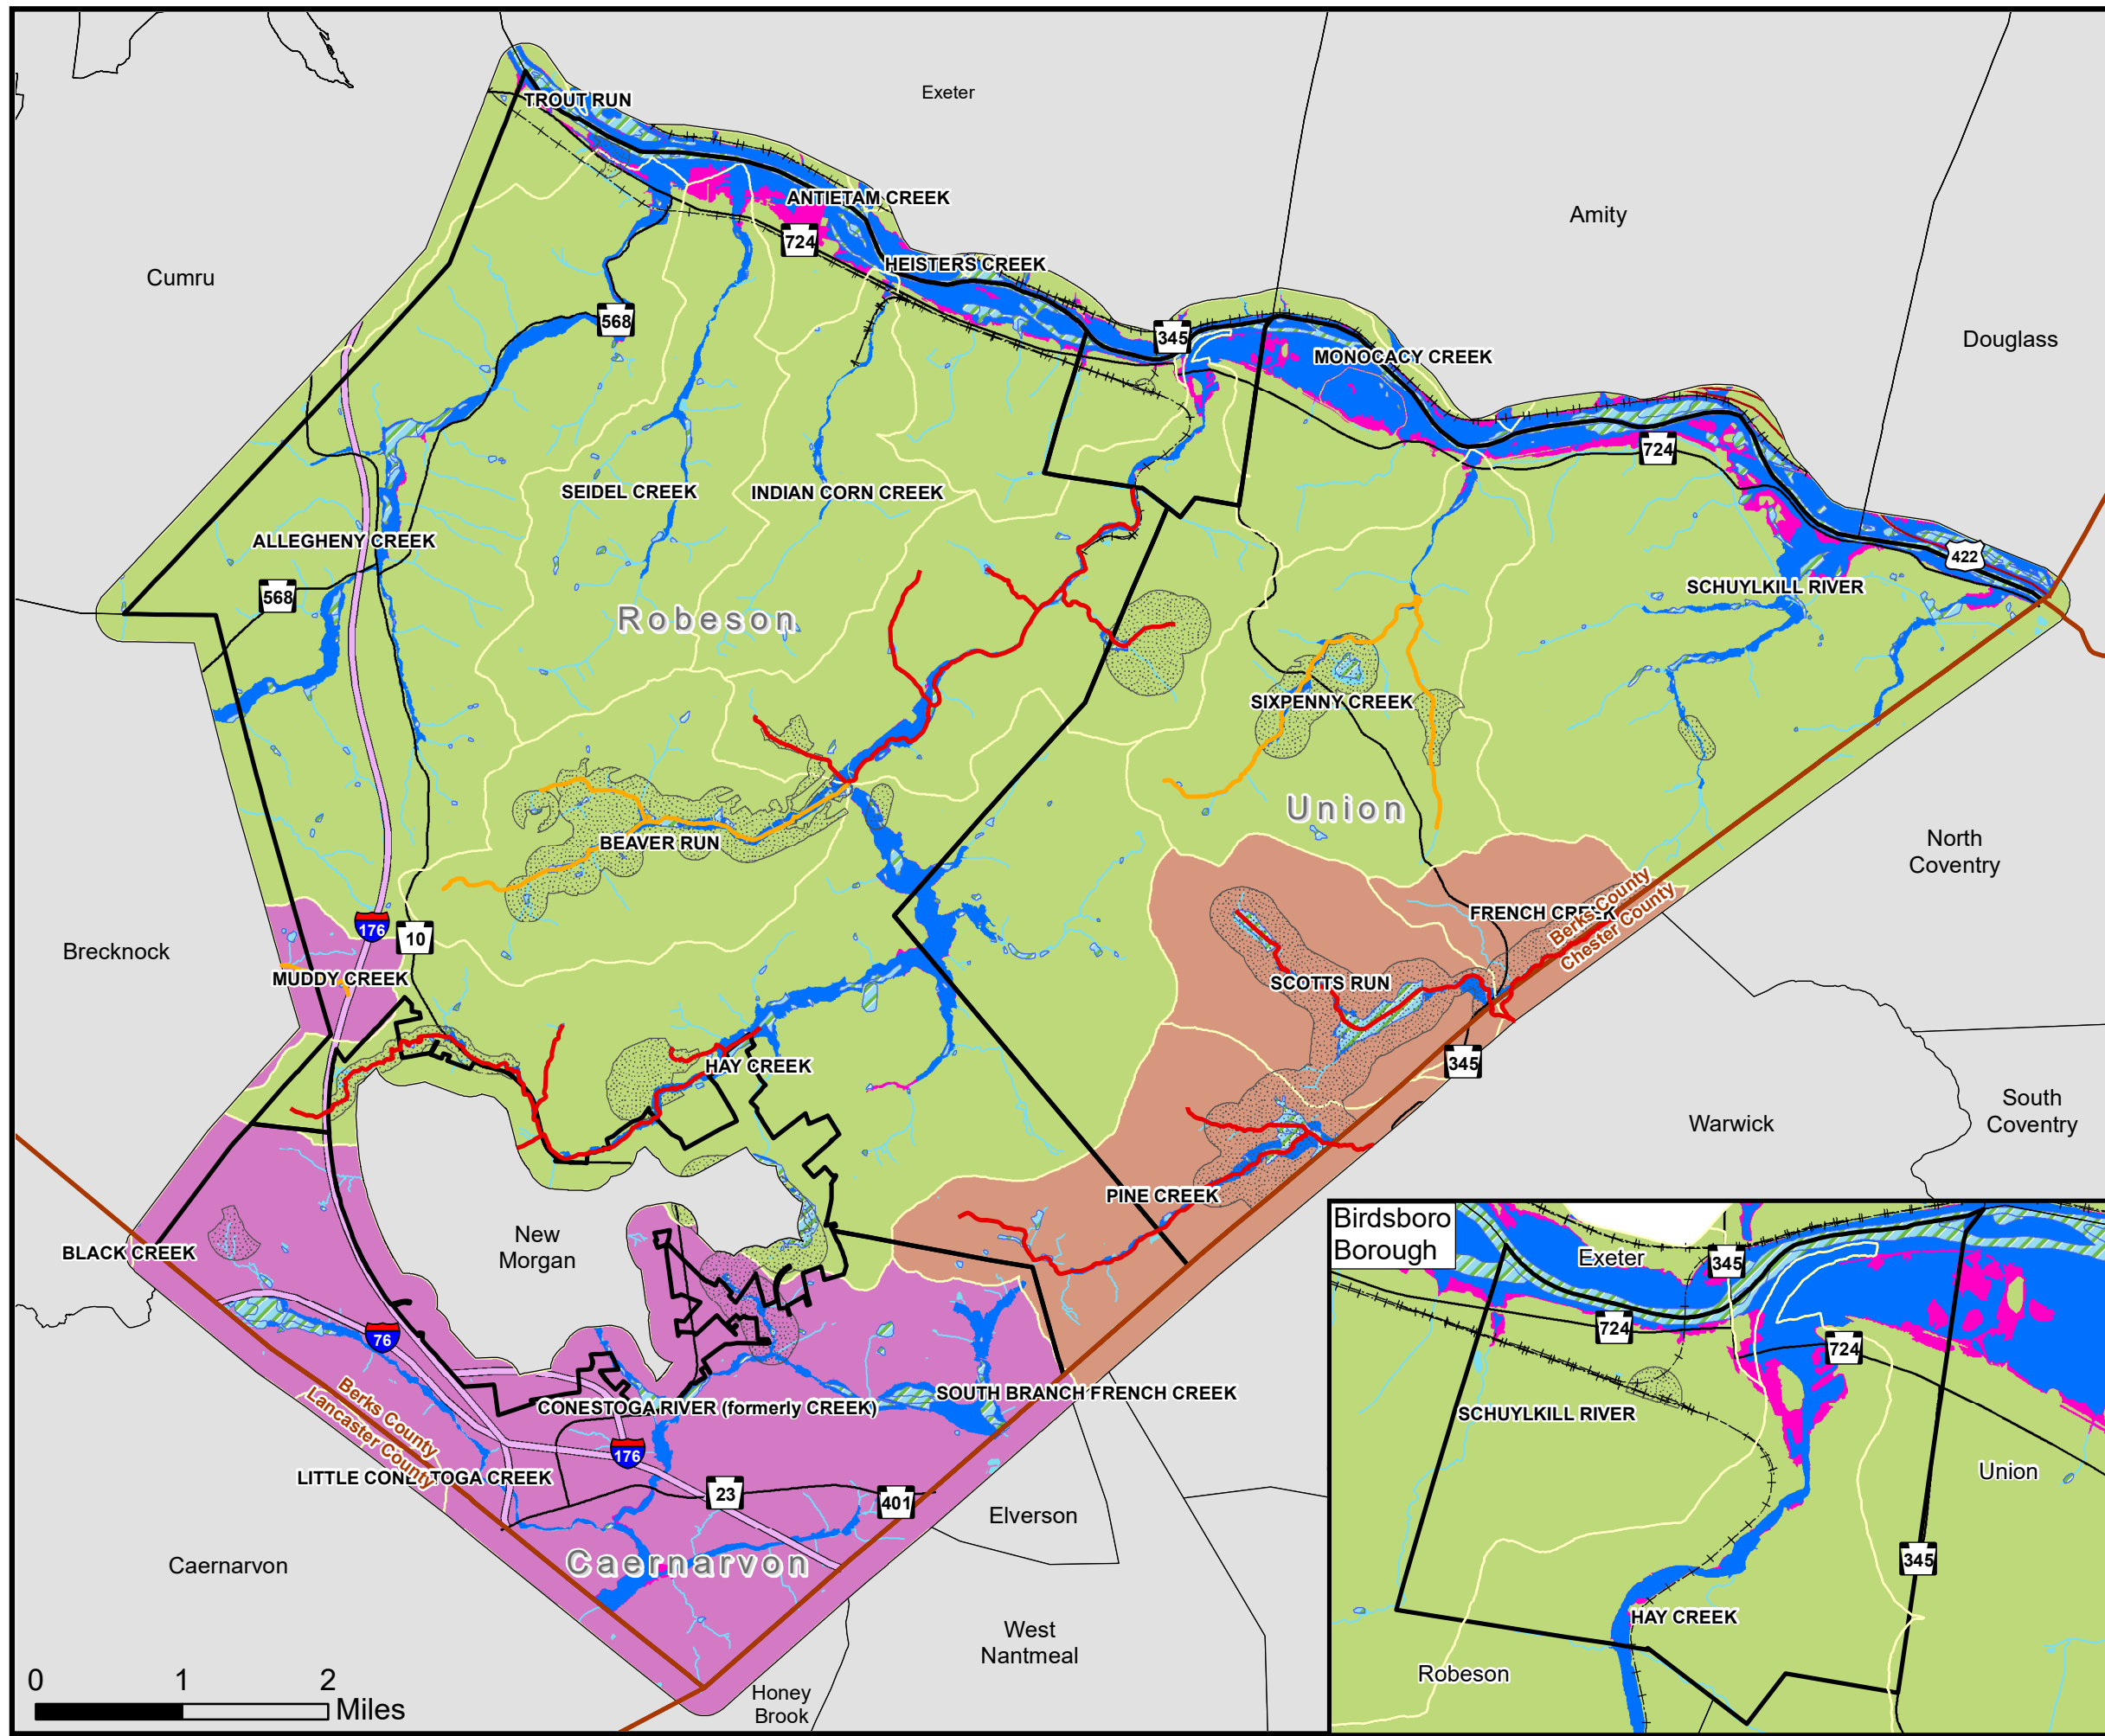 Exeter
TROUT RUN
ANTIETAM CREEK
Amity
724
Cumru
HEISTERS CREEK
568
345
Douglass
MONOCACY CREEK
724
SEIDEL CREEK
INDIAN CORN CREEK
ALLEGHENY CREEK
422
SCHUYLKILL RIVER
568
Robeson
SIXPENNY CREEK
Union
BEAVER RUN
North
Coventry
FRENCH CREEK
Berks County
Chester County
176
10
Brecknock
MUDDY CREEK
SCOTTS RUN
HAY CREEK
345
South
Coventry
Warwick
PINE CREEK
New
Morgan
BLACK CREEK
76
Berks County
Lancaster County
SOUTH BRANCH FRENCH CREEK
CONESTOGA RIVER (formerly CREEK)
176
LITTLE CONESTOGA CREEK
23
401
Elverson
Caernarvon
Caernarvon
West
Nantmeal
Honey
Brook
0 1 2
Miles
Birdsboro
Borough
Exeter
345
724
724
SCHUYLKILL RIVER
Union
345
HAY CREEK
Robeson